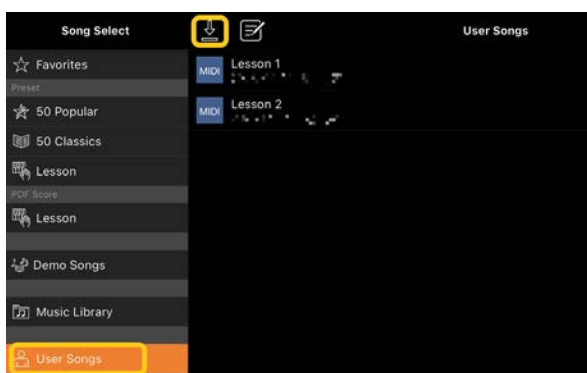 Song Select
Favorites
Preset
50 Popular
50 Classics
Lesson
PDF Score
Lesson
Demo Songs
Music Library
User Songs
User Songs
MIDI Lesson 1
MIDI Lesson 2